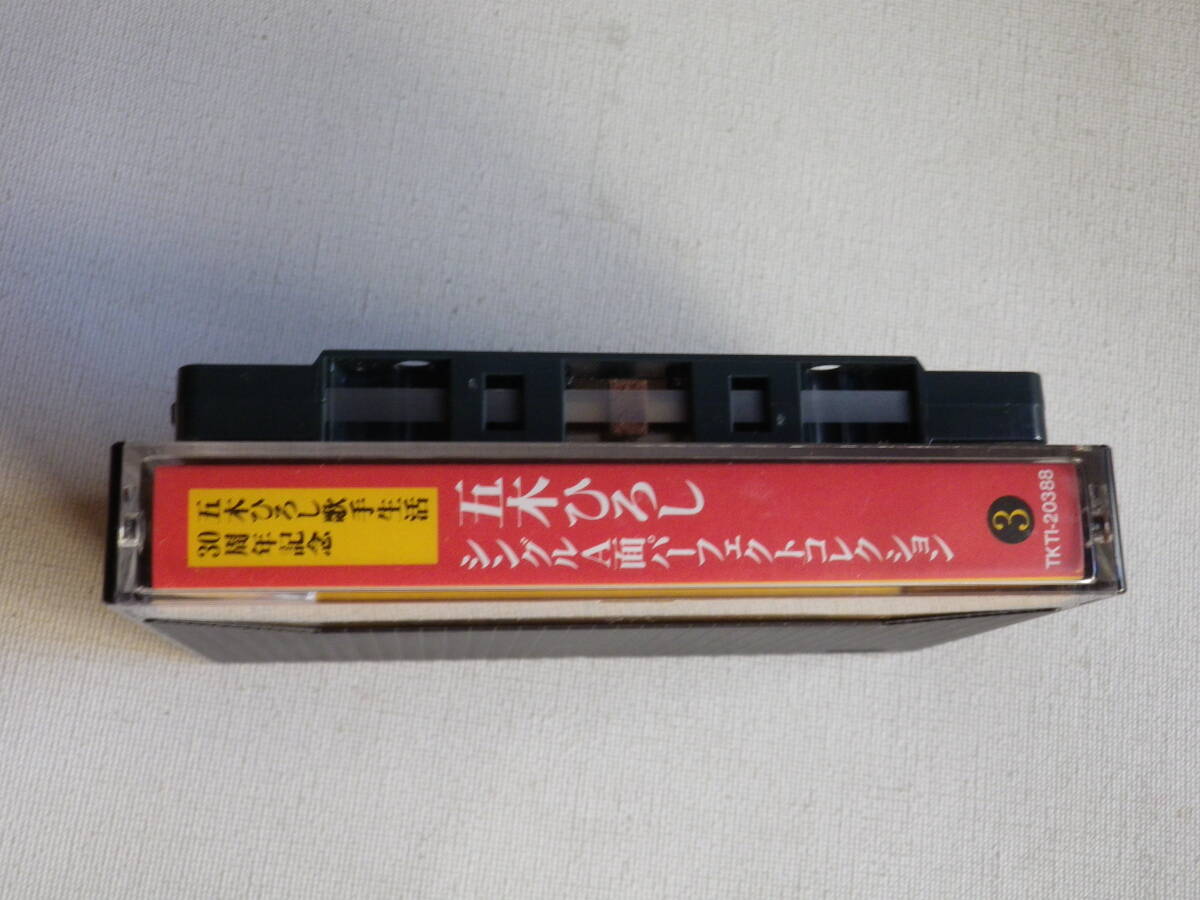 五木ひろし歌手生活
30周年記念
五木ひろし
シングルA面パーフェクトコレクション
3
TKTI-20388